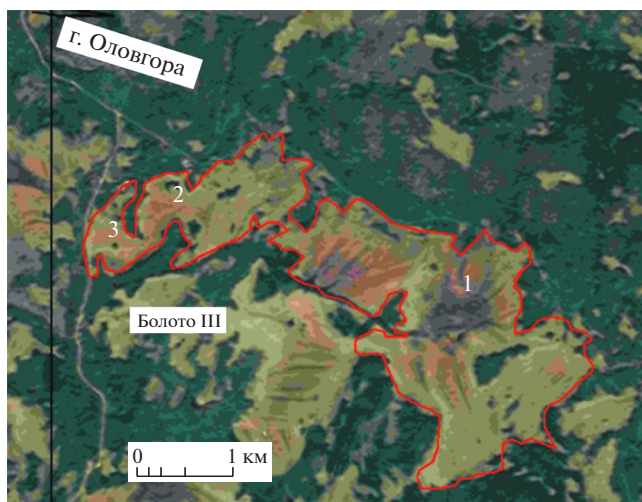 г. Оловгора
2
3
1
Болото III
0 1 км